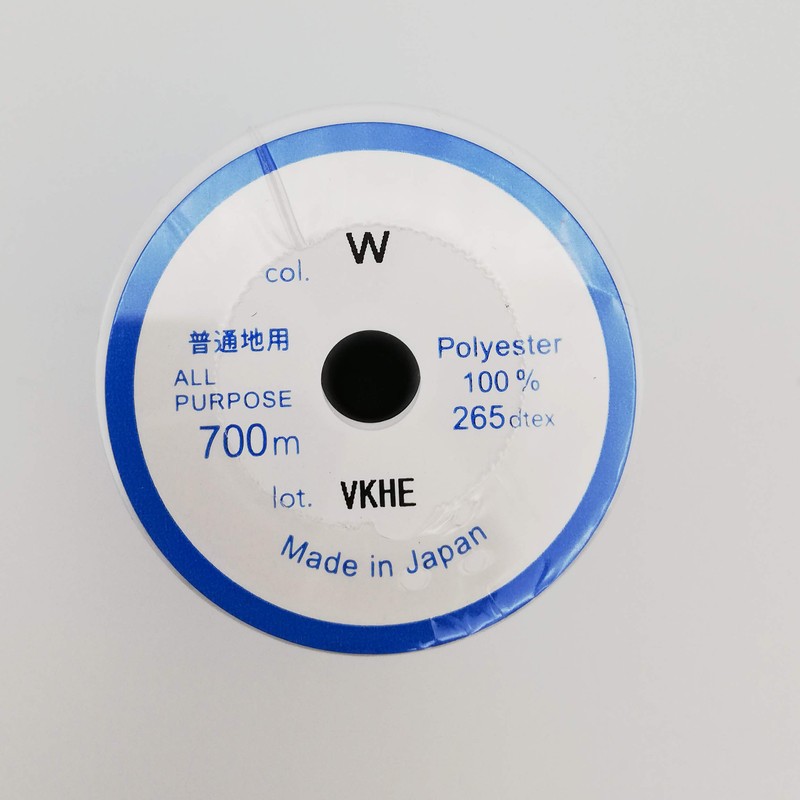 col. W
普通地用
ALL
PURPOSE
700m
Polyester
100%
265dtex
lot. VKHE
Made in Japan